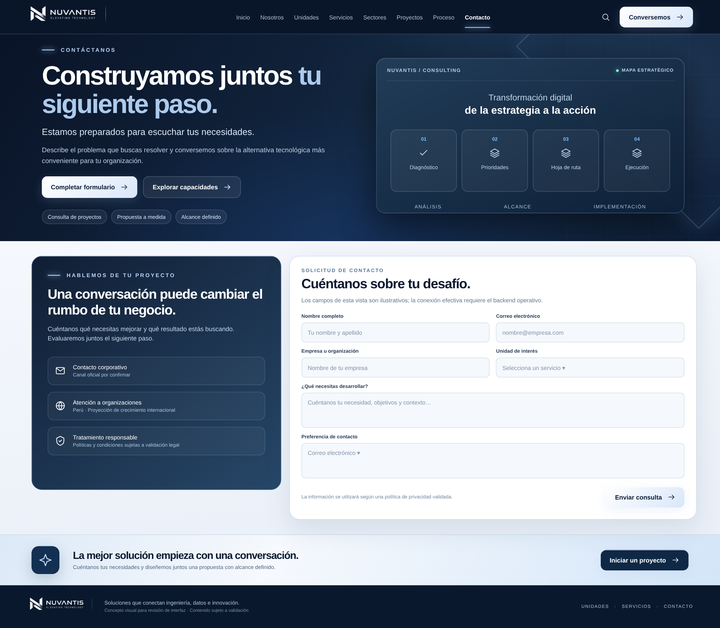 NUVANTIS
ELEVATING TECHNOLOGY
Inicio Nosotros Unidades Servicios Sectores Proyectos Proceso Contacto
Conversemos →
CONTÁCTANOS
Construyamos juntos tu
siguiente paso.
Estamos preparados para escuchar tu necesidades.
Describe el problema que buscas resolver y conversemos sobre la alternativa tecnológica más
conveniente para tu organización.
Completar formulario →
Explorar capacidades →
Consulta de proyectos
Propuesta a medida
Alcance definido
NUVANTIS / CONSULTING
MAPA ESTRATÉGICO
Transformación digital
de la estrategia a la acción
01
Diagnóstico
02
Prioridades
03
Hoja de ruta
04
Ejecución
ANÁLISIS
ALCANCE
IMPLEMENTACIÓN
HABLEMOS DE TU PROYECTO
Una conversación puede cambiar el
rumbo de tu negocio.
Cuéntanos qué necesitas mejorar y qué resultado estás buscando.
Evaluaremos juntos el siguiente paso.
Contacto corporativo
Canal oficial por confirmar
Atención a organizaciones
Perú · Proyección de crecimiento internacional
Tratamiento responsable
Políticas y condiciones sujetas a validación legal
SOLICITUD DE CONTACTO
Cuéntanos sobre tu desafío.
Los campos de esta vista son ilustrativos; la conexión efectiva requiere el backend operativo.
Nombre completo
Tu nombre y apellido
Correo electrónico
nombre@empresa.com
Empresa u organización
Nombre de tu empresa
Unidad de interés
Selecciona un servicio ▾
¿Qué necesitas desarrollar?
Cuéntanos tu necesidad, objetivos y contexto...
Preferencia de contacto
Correo electrónico ▾
La información se utilizará según una política de privacidad validada.
Enviar consulta →
La mejor solución empieza con una conversación.
Cuéntanos tus necesidades y diseñemos juntos una propuesta con alcance definido.
Iniciar un proyecto →
NUVANTIS
ELEVATING TECHNOLOGY
Soluciones que conectan ingeniería, datos e innovación.
Concepto visual para revisión de interfaz · Contenido sujeto a validación
UNIDADES · SERVICIOS · CONTACTO